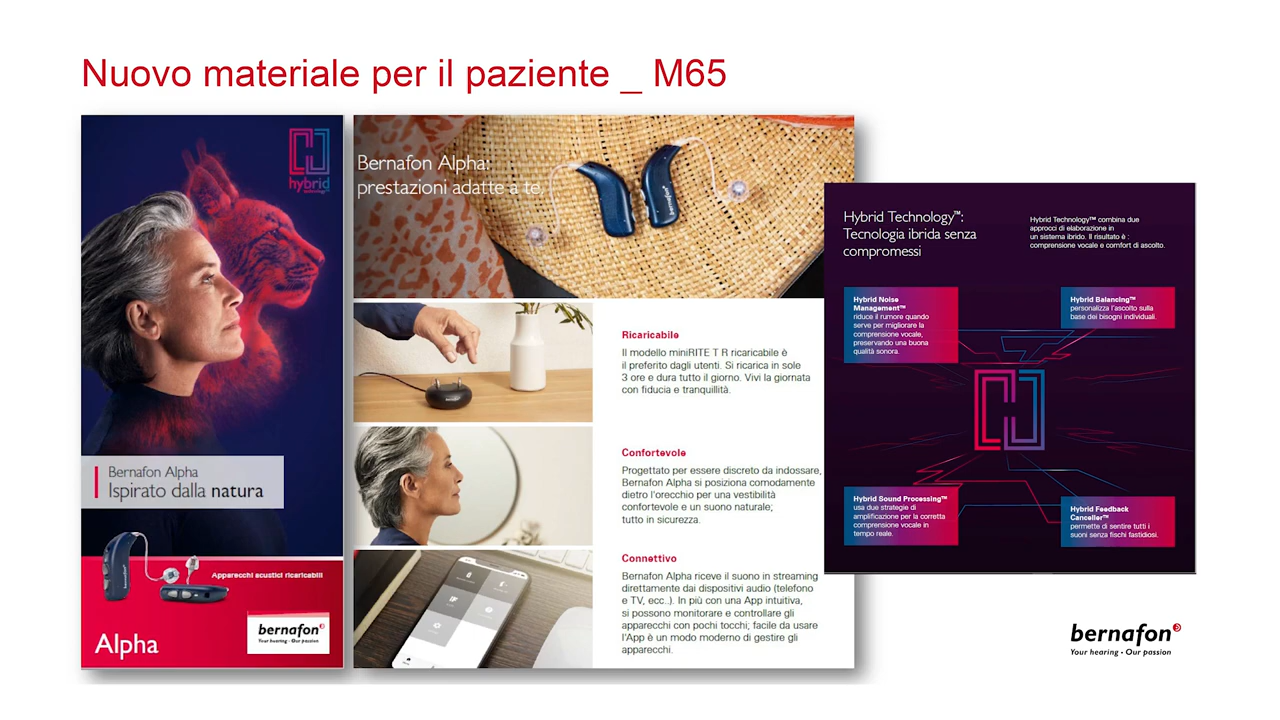 Nuovo materiale per il paziente _ M65
hybrid
technology
Bernafon Alpha
Ispirato dalla natura
bernafon
Apparecchi acustici ricaricabili
Alpha
bernafon
Your hearing • Our passion
Bernafon Alpha:
prestazioni adatte a te.
bernafon
Ricaricabile
Il modello miniRITE T R ricaricabile è
il preferito dagli utenti. Si ricarica in sole
3 ore e dura tutto il giorno. Vivi la giornata
con fiducia e tranquillità.
Confortevole
Progettato per essere discreto da indossare,
Bernafon Alpha si posiziona comodamente
dietro l'orecchio per una vestibilità
confortevole e un suono naturale;
tutto in sicurezza.
Connettivo
Bernafon Alpha riceve il suono in streaming
direttamente dai dispositivi audio (telefono
e TV, ecc..). In più con una App intuitiva,
si possono monitorare e controllare gli
apparecchi con pochi tocchi; facile da usare
l'App è un modo moderno di gestire gli
apparecchi.
Hybrid Technology™:
Tecnologia ibrida senza
compromessi
Hybrid Technology™ combina due
approcci di elaborazione in
un sistema ibrido. Il risultato è :
comprensione vocale e comfort di ascolto.
Hybrid Noise
Management™
riduce il rumore quando
serve per migliorare la
comprensione vocale,
preservando una buona
qualità sonora.
Hybrid Balancing™
personalizza l'ascolto sulla
base dei bisogni individuali.
Hybrid Sound Processing™
usa due strategie di
amplificazione per la corretta
comprensione vocale in
tempo reale.
Hybrid Feedback
Canceller™
permette di sentire tutti i
suoni senza fischi fastidiosi.
bernafon
Your hearing • Our passion